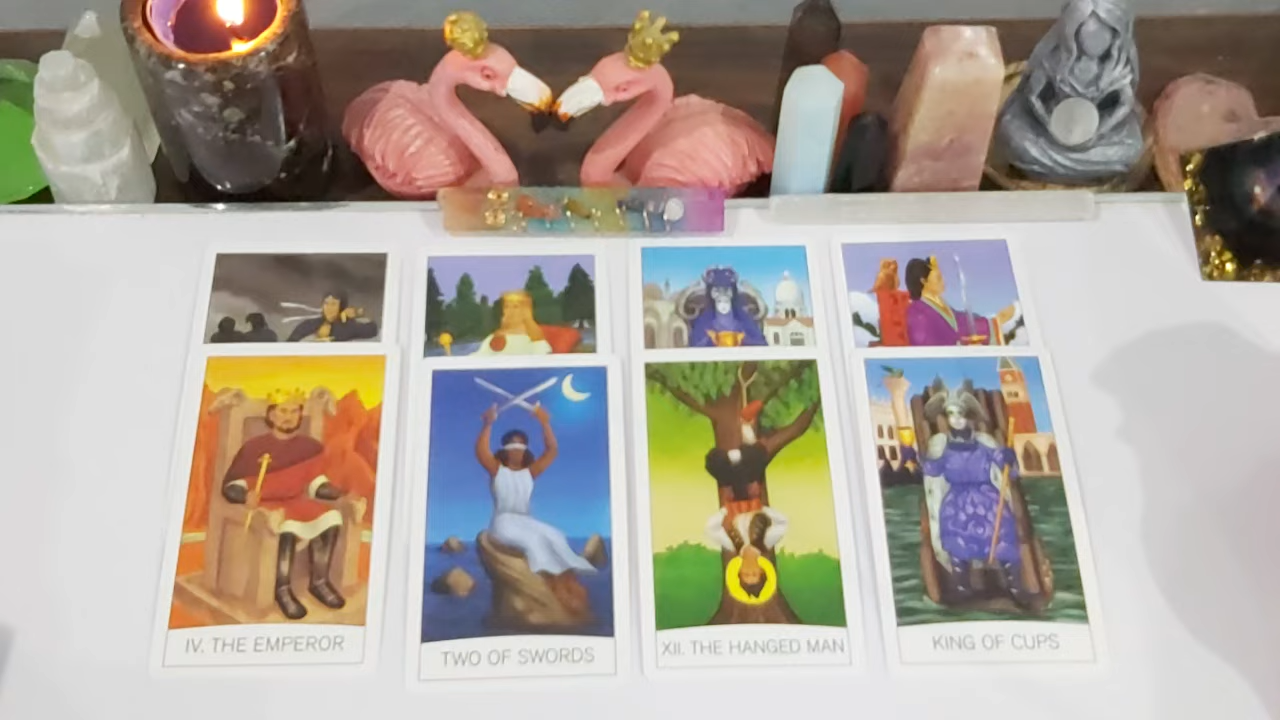 IV. THE EMPEROR
TWO OF SWORDS
XII. THE HANGED MAN
KING OF CUPS